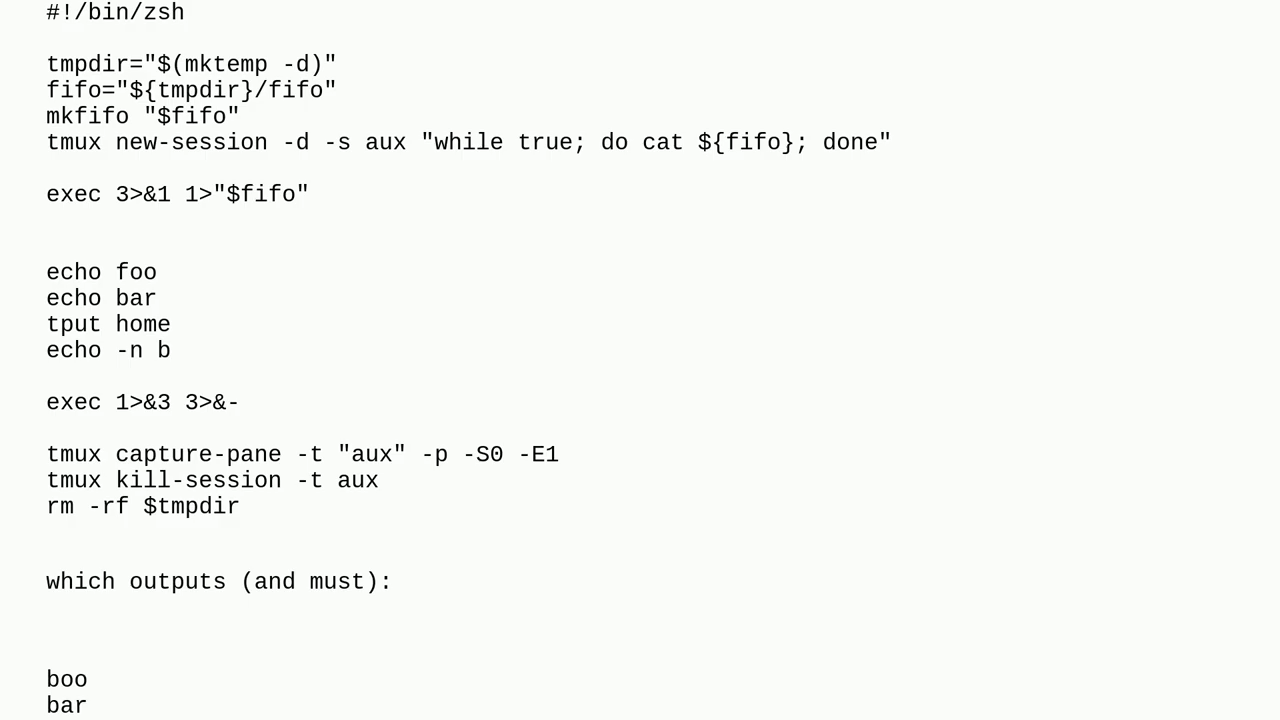 #!/bin/zsh
tmpdir="$(mktemp -d)"
fifo="${tmpdir}/fifo"
mkfifo "$fifo"
tmux new-session -d -s aux "while true; do cat ${fifo}; done"
exec 3>&1 1>"$fifo"
echo foo
echo bar
tput home
echo -n b
exec 1>&3 3>&-
tmux capture-pane -t "aux" -p -S0 -E1
tmux kill-session -t aux
rm -rf $tmpdir
which outputs (and must):
boo
bar